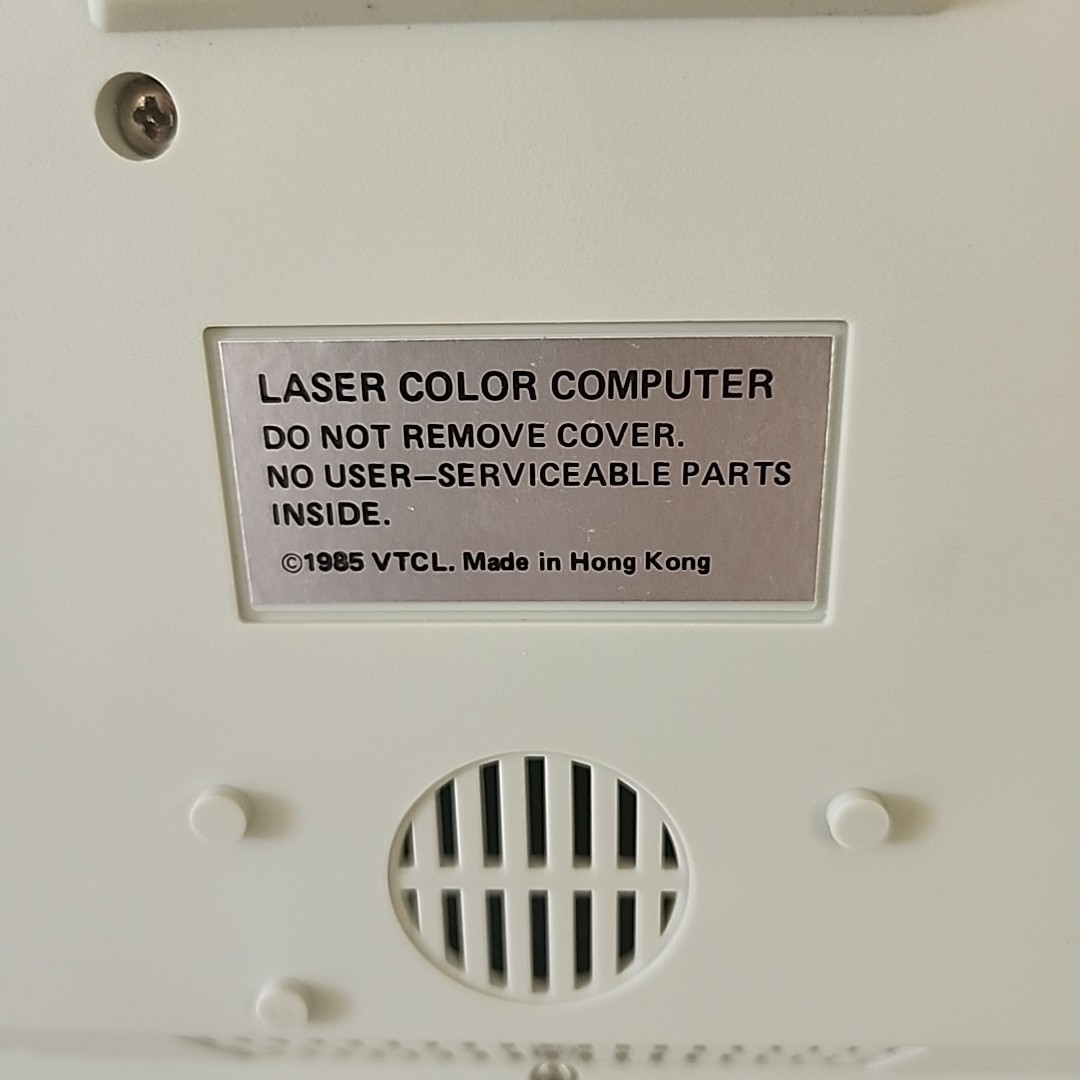 LASER COLOR COMPUTER
DO NOT REMOVE COVER.
NO USER–SERVICEABLE PARTS
INSIDE.
©1985 VTCL. Made in Hong Kong